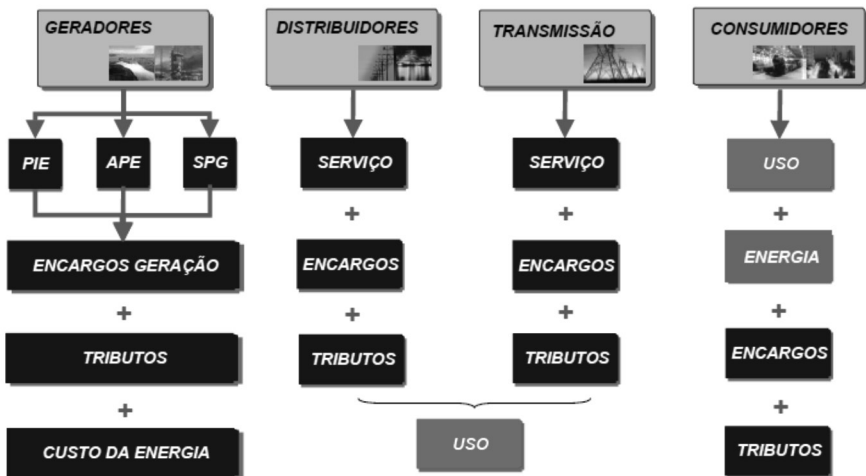 GERADORES
DISTRIBUIDORES
TRANSMISSÃO
CONSUMIDORES
PIE
APE
SPG
SERVIÇO
SERVIÇO
USO
+
+
+
ENCARGOS GERAÇÃO
ENCARGOS
ENCARGOS
ENERGIA
+
+
+
+
TRIBUTOS
TRIBUTOS
TRIBUTOS
ENCARGOS
+
+
CUSTO DA ENERGIA
USO
TRIBUTOS